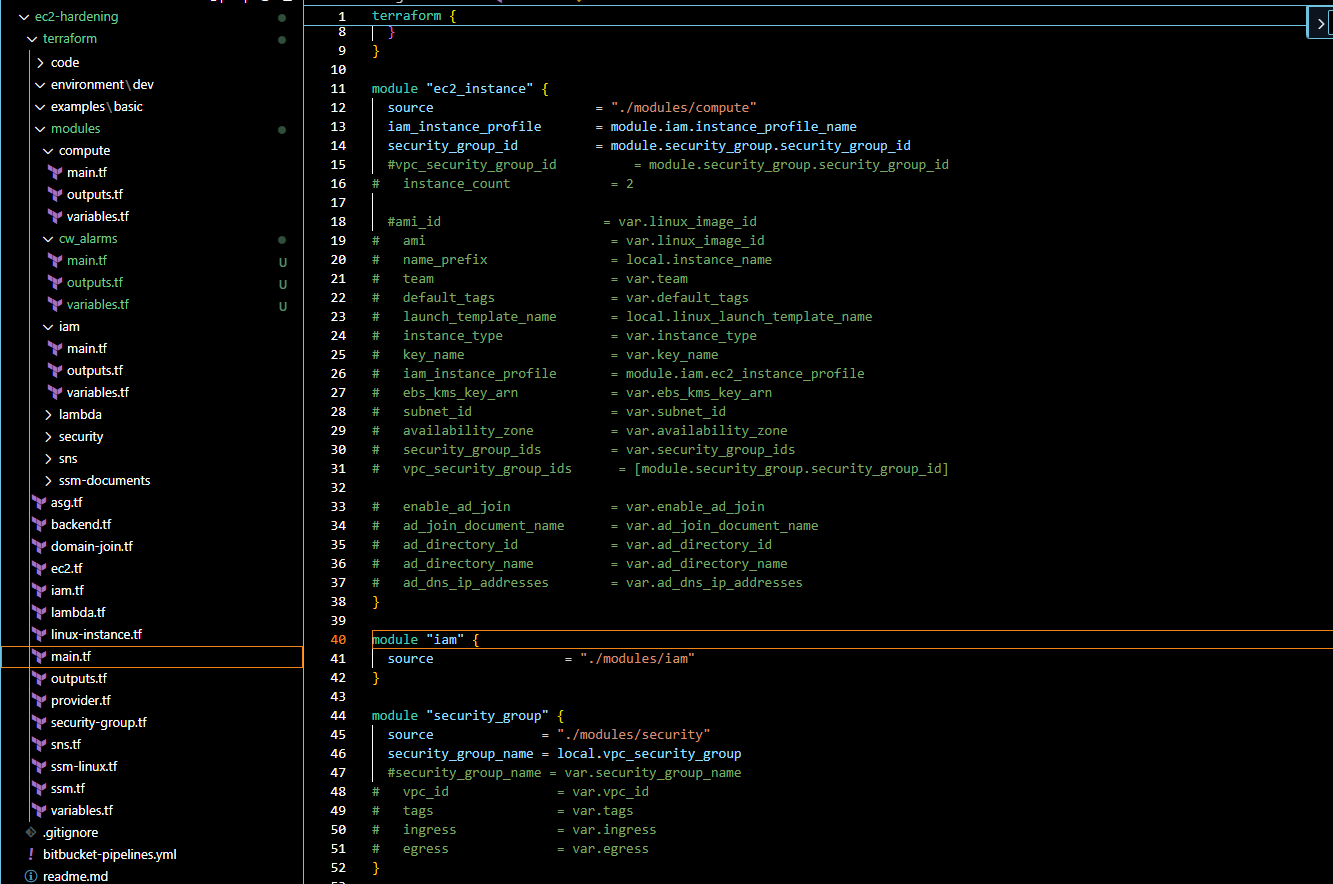 ec2-hardening
terraform
code
environment\dev
examples\basic
modules
compute
main.tf
outputs.tf
variables.tf
cw_alarms
main.tf U
outputs.tf U
variables.tf U
iam
main.tf
outputs.tf
variables.tf
lambda
security
sns
ssm-documents
asg.tf
backend.tf
domain-join.tf
ec2.tf
iam.tf
lambda.tf
linux-instance.tf
main.tf
outputs.tf
provider.tf
security-group.tf
sns.tf
ssm-linux.tf
ssm.tf
variables.tf
.gitignore
! bitbucket-pipelines.yml
readme.md
1 terraform {
8 }
9 }
10
11 module "ec2_instance" {
12 source = "./modules/compute"
13 iam_instance_profile = module.iam.instance_profile_name
14 security_group_id = module.security_group.security_group_id
15 #vpc_security_group_id = module.security_group.security_group_id
16 # instance_count = 2
17
18 #ami_id = var.linux_image_id
19 # ami = var.linux_image_id
20 # name_prefix = local.instance_name
21 # team = var.team
22 # default_tags = var.default_tags
23 # launch_template_name = local.linux_launch_template_name
24 # instance_type = var.instance_type
25 # key_name = var.key_name
26 # iam_instance_profile = module.iam.ec2_instance_profile
27 # ebs_kms_key_arn = var.ebs_kms_key_arn
28 # subnet_id = var.subnet_id
29 # availability_zone = var.availability_zone
30 # security_group_ids = var.security_group_ids
31 # vpc_security_group_ids = [module.security_group.security_group_id]
32
33 # enable_ad_join = var.enable_ad_join
34 # ad_join_document_name = var.ad_join_document_name
35 # ad_directory_id = var.ad_directory_id
36 # ad_directory_name = var.ad_directory_name
37 # ad_dns_ip_addresses = var.ad_dns_ip_addresses
38 }
39
40 module "iam" {
41 source = "./modules/iam"
42 }
43
44 module "security_group" {
45 source = "./modules/security"
46 security_group_name = local.vpc_security_group
47 #security_group_name = var.security_group_name
48 # vpc_id = var.vpc_id
49 # tags = var.tags
50 # ingress = var.ingress
51 # egress = var.egress
52 }